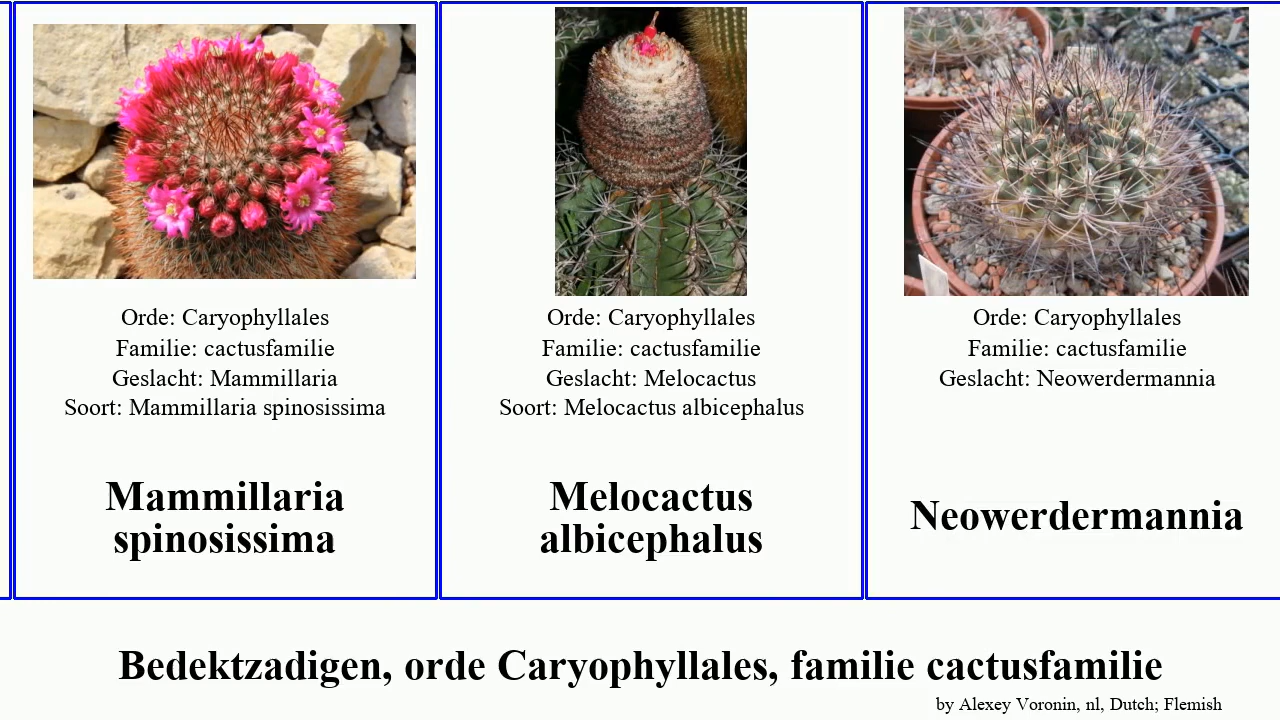 Orde: Caryophyllales
Familie: cactusfamilie
Geslacht: Mammillaria
Soort: Mammillaria spinosissima
Mammillaria
spinosissima
Orde: Caryophyllales
Familie: cactusfamilie
Geslacht: Melocactus
Soort: Melocactus albicephalus
Melocactus
albicephalus
Orde: Caryophyllales
Familie: cactusfamilie
Geslacht: Neowerdermannia
Neowerdermannia
Bedektzadigen, orde Caryophyllales, familie cactusfamilie
by Alexey Voronin, nl, Dutch; Flemish